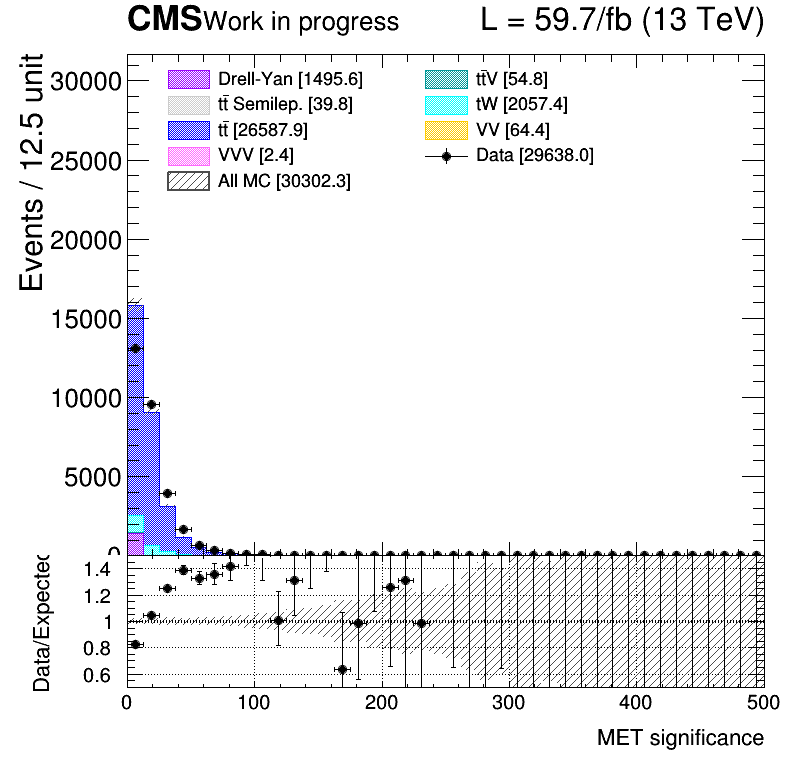 CMS Work in progress L = 59.7/fb (13 TeV)
Events / 12.5 unit
30000
25000
20000
15000
10000
5000
0
Drell-Yan [1495.6]
tt̄ Semilep. [39.8]
tt̄ [26587.9]
VVV [2.4]
All MC [30302.3]
tt̄V [54.8]
tW [2057.4]
VV [64.4]
Data [29638.0]
Data/Expected
1.4
1.2
1
0.8
0.6
0 100 200 300 400 500
MET significance